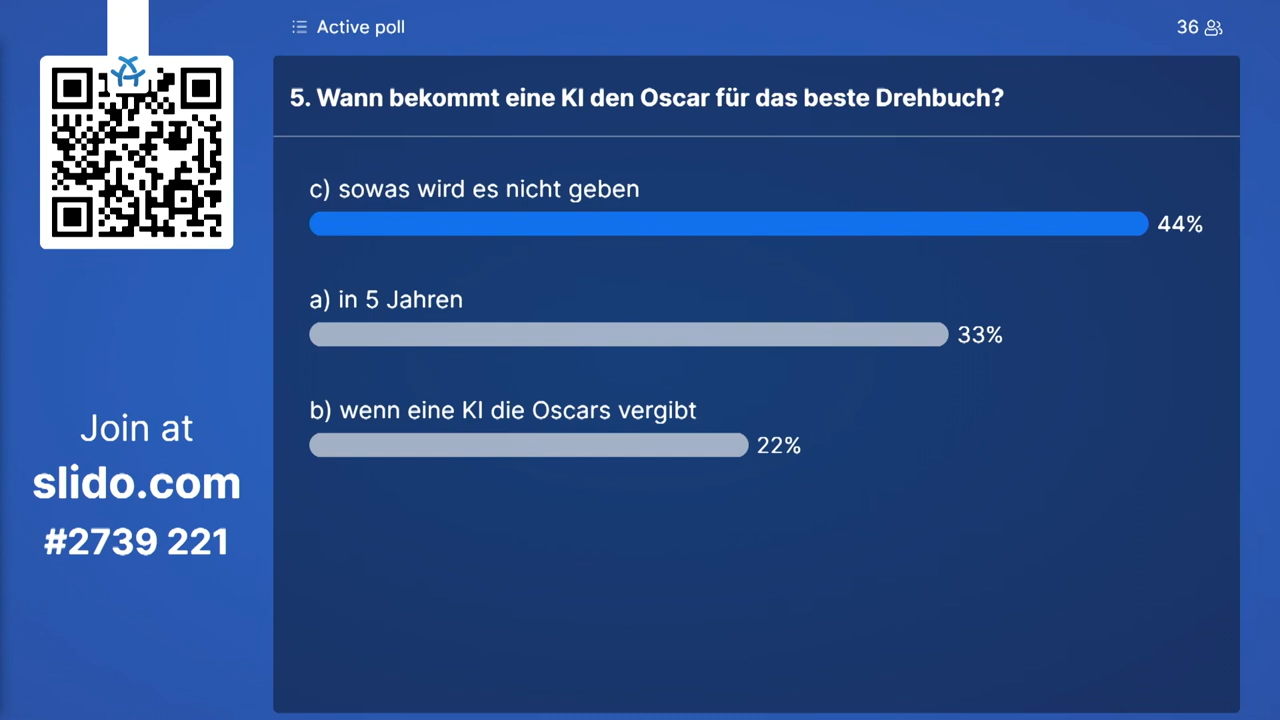 Active poll
36
5. Wann bekommt eine KI den Oscar für das beste Drehbuch?
c) sowas wird es nicht geben
44%
a) in 5 Jahren
33%
b) wenn eine KI die Oscars vergibt
22%
Join at
slido.com
#2739 221